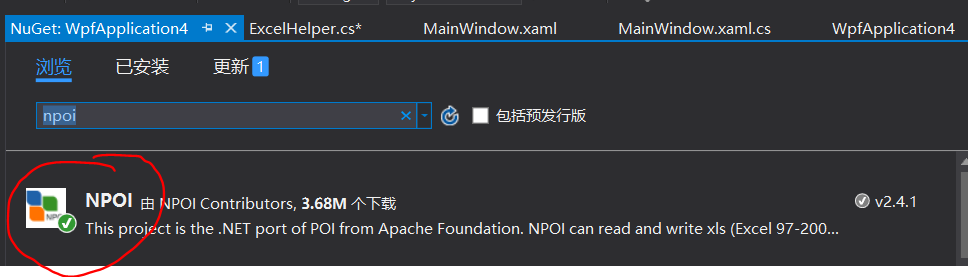 NuGet: WpfApplication4 ExcelHelper.cs* MainWindow.xaml MainWindow.xaml.cs WpfApplication4
浏览 已安装 更新 1
npoi 包括预发行版
NPOI 由 NPOI Contributors, 3.68M 个下载 v2.4.1
This project is the .NET port of POI from Apache Foundation. NPOI can read and write xls (Excel 97-200...